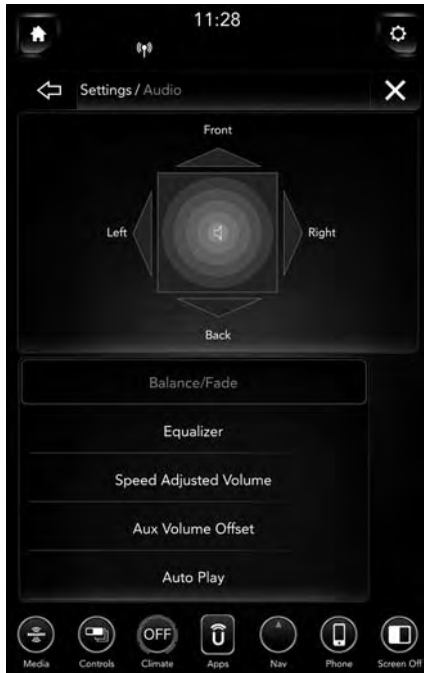 11:28
Settings / Audio
Front
Left
Right
Back
Balance/Fade
Equalizer
Speed Adjusted Volume
Aux Volume Offset
Auto Play
OFF
Media Controls Climate Apps Nav Phone Screen Off